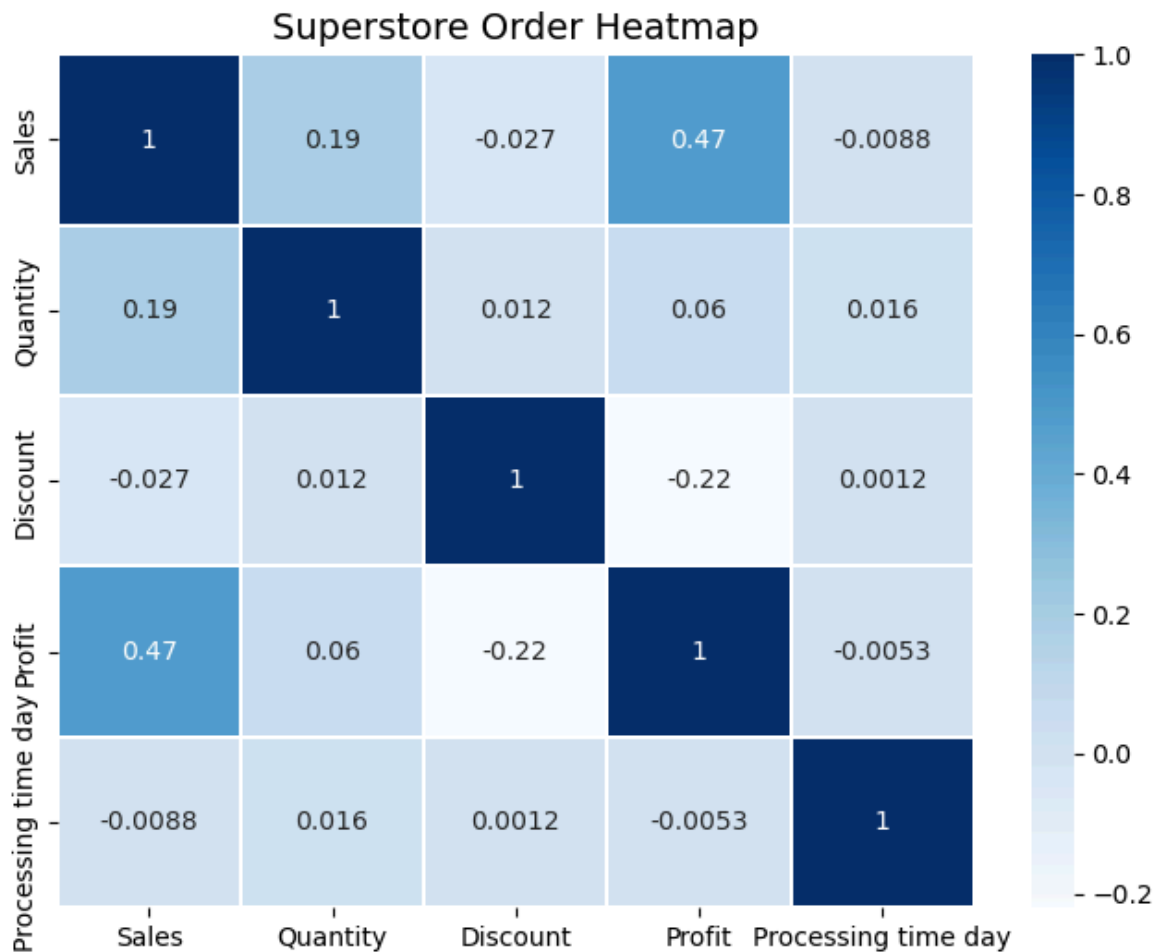 Superstore Order Heatmap
Sales 1 0.19 -0.027 0.47 -0.0088
Quantity 0.19 1 0.012 0.06 0.016
Discount -0.027 0.012 1 -0.22 0.0012
Profit 0.47 0.06 -0.22 1 -0.0053
Processing time day -0.0088 0.016 0.0012 -0.0053 1
Sales Quantity Discount Profit Processing time day
1.0
0.8
0.6
0.4
0.2
0.0
−0.2